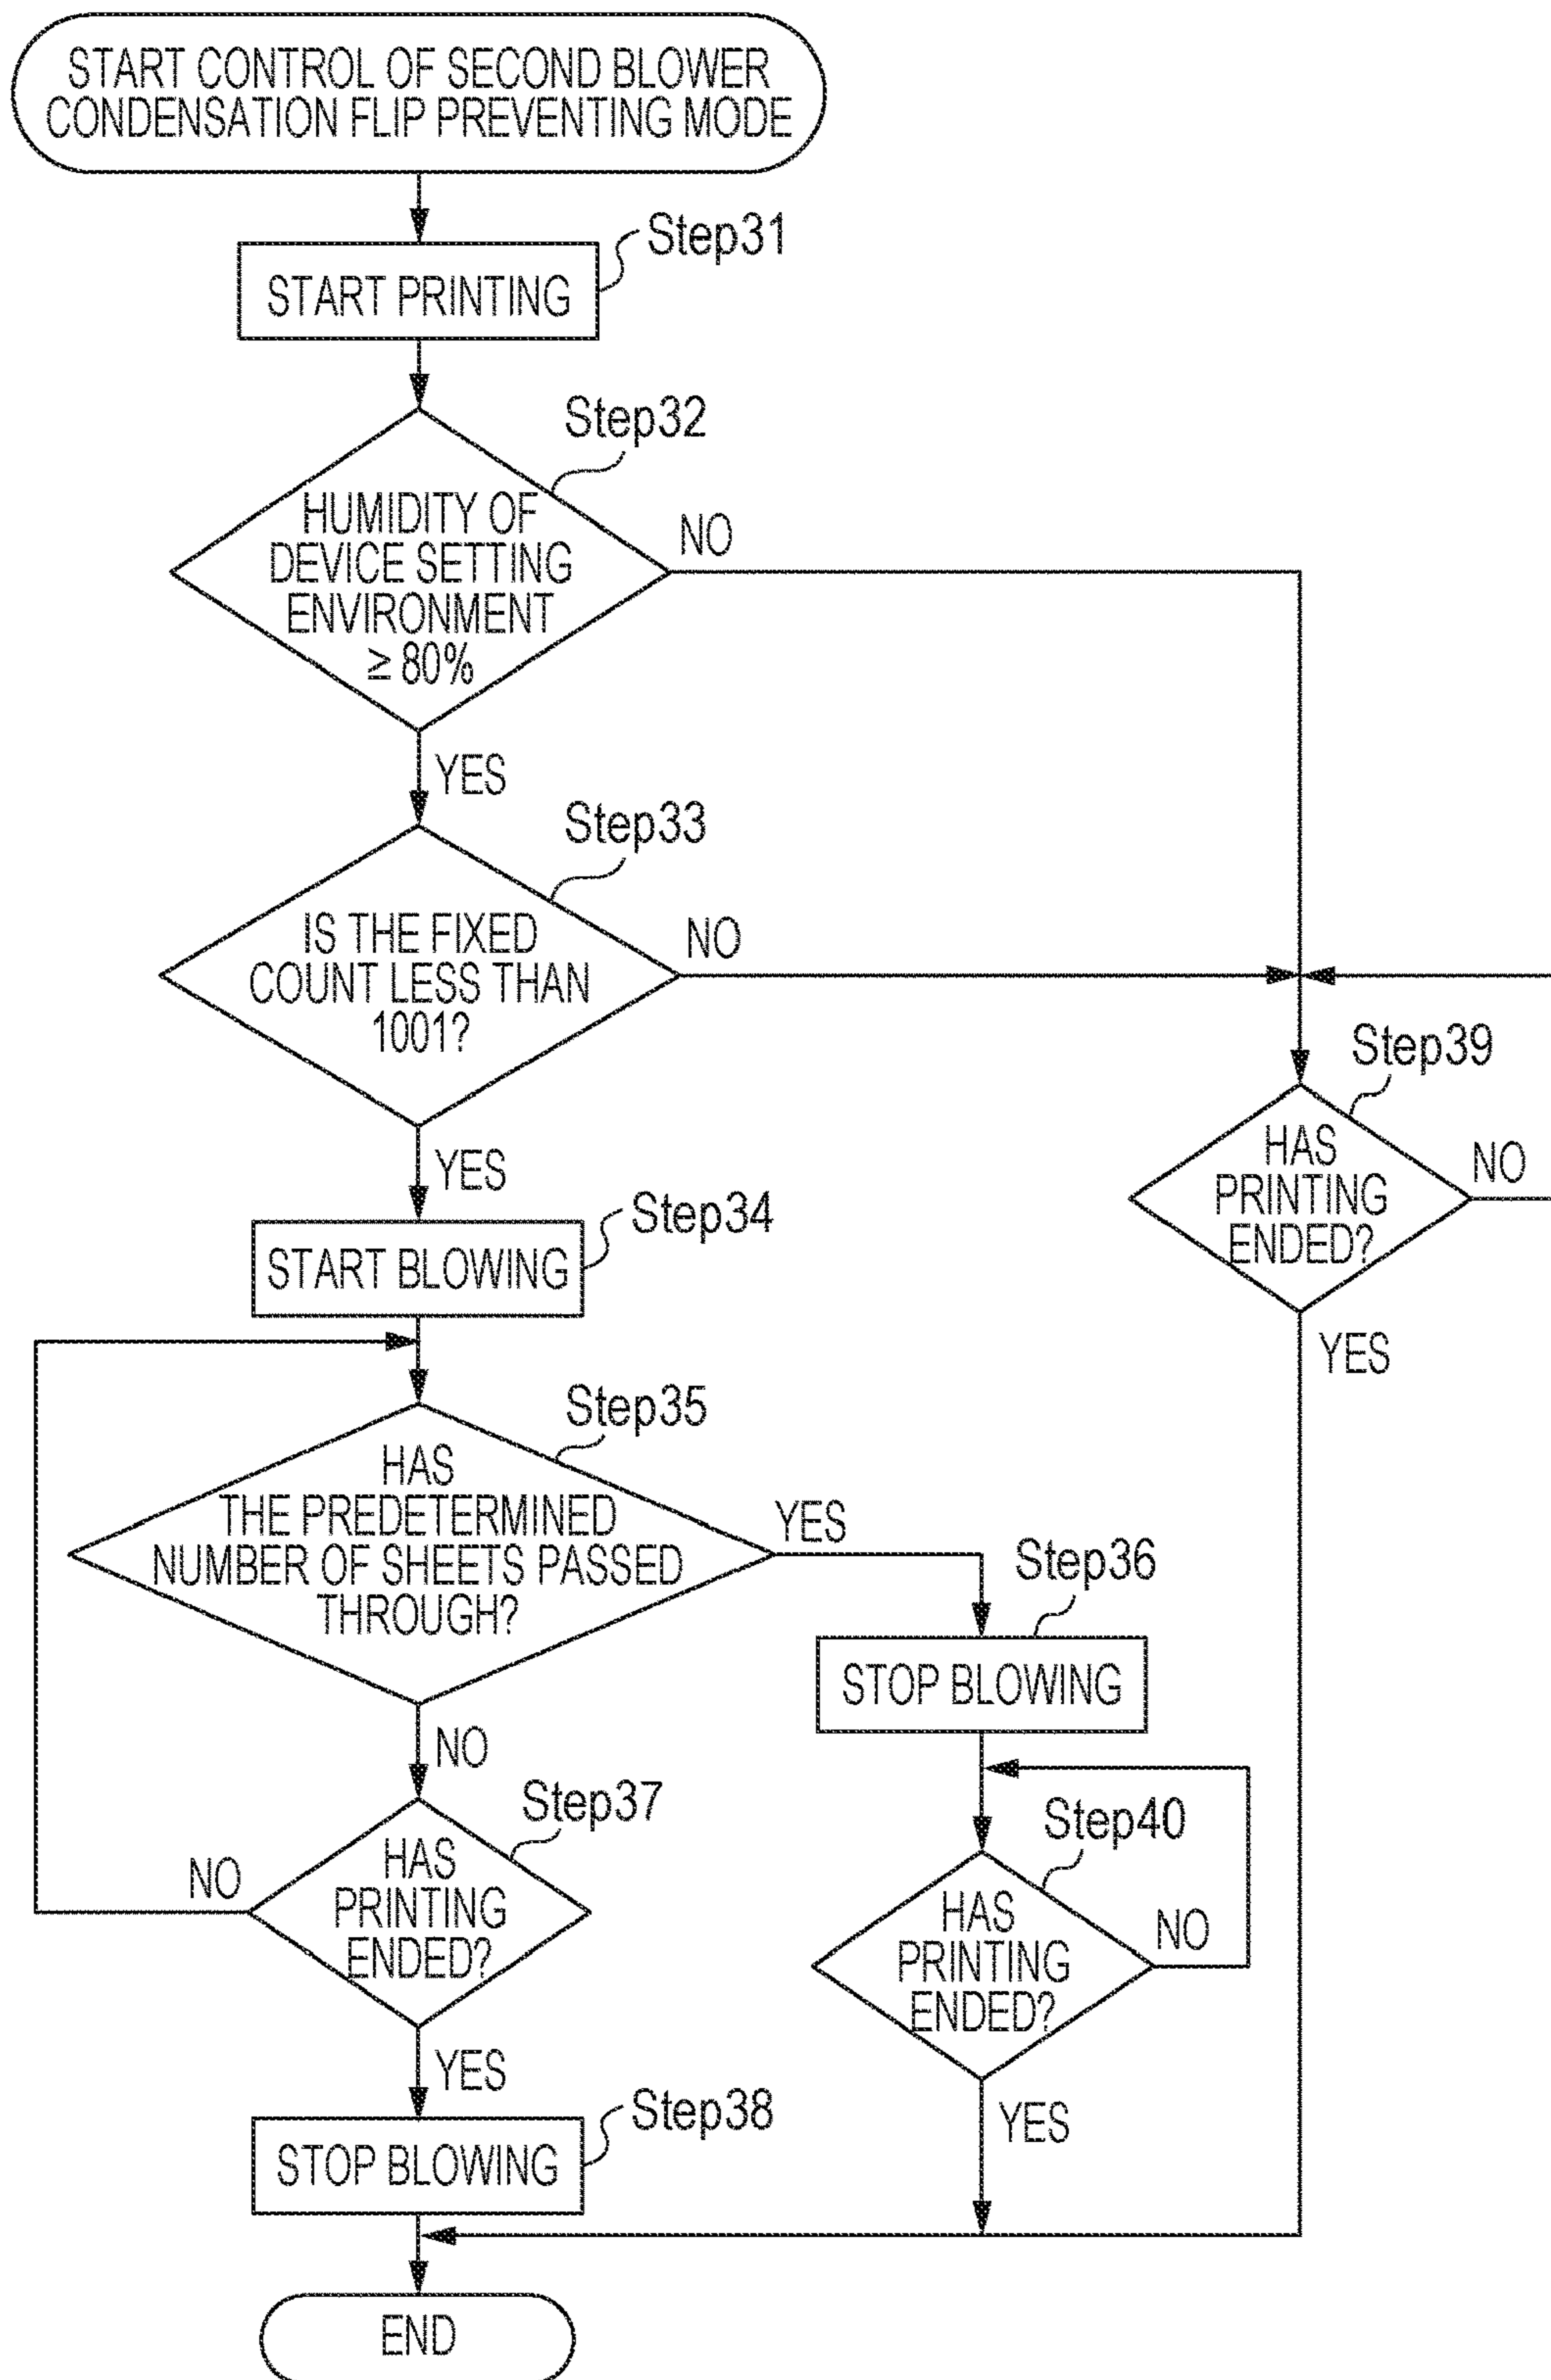 START CONTROL OF SECOND BLOWER
CONDENSATION FLIP PREVENTING MODE
Step31
START PRINTING
Step32
HUMIDITY OF
DEVICE SETTING
ENVIRONMENT
≥ 80%
NO
YES
Step33
IS THE FIXED
COUNT LESS THAN
1001?
NO
YES
Step39
HAS
PRINTING
ENDED?
NO
YES
Step34
START BLOWING
Step35
HAS
THE PREDETERMINED
NUMBER OF SHEETS PASSED
THROUGH?
YES
NO
Step36
STOP BLOWING
Step37
HAS
PRINTING
ENDED?
NO
YES
Step40
HAS
PRINTING
ENDED?
NO
YES
Step38
STOP BLOWING
END